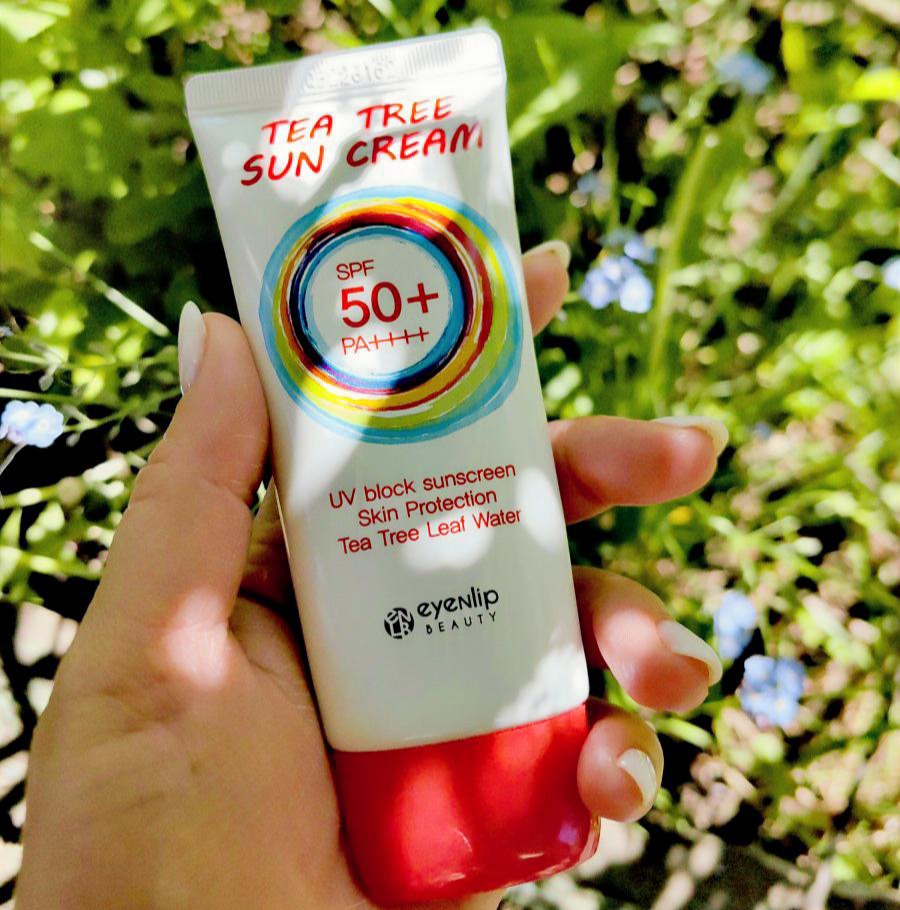 TEA TREE
SUN CREAM
SPF
50+
PA++++
UV block sunscreen
Skin Protection
Tea Tree Leaf Water
eyenlip
BEAUTY